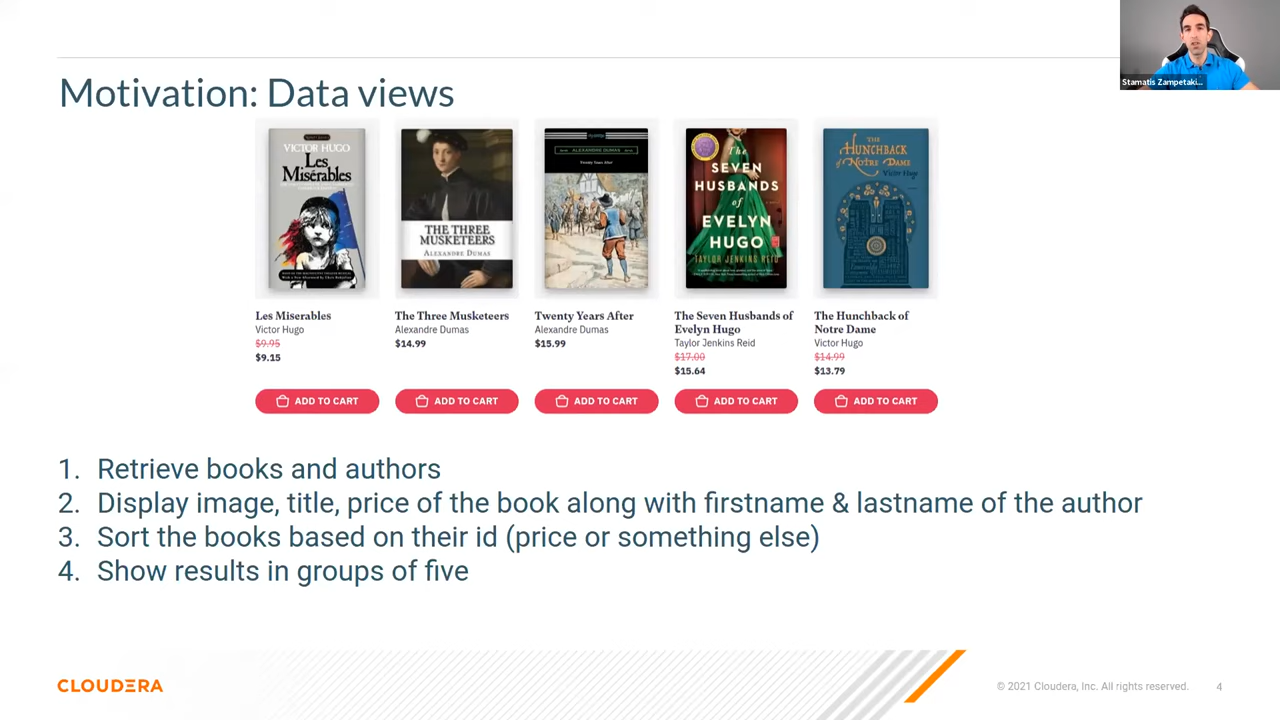 Stamatis Zampetaki...
Motivation: Data views
VICTOR HUGO
Les
Misérables
THE THREE
MUSKETEERS
ALEXANDRE DUMAS
ALEXANDRE DUMAS
Twenty Years After
The
SEVEN
HUSBANDS
of
EVELYN
HUGO
TAYLOR JENKINS REID
THE
HUNCHBACK
OF NOTRE DAME
Victor Hugo
Les Miserables
Victor Hugo
$9.95
$9.15
The Three Musketeers
Alexandre Dumas
$14.99
Twenty Years After
Alexandre Dumas
$15.99
The Seven Husbands of
Evelyn Hugo
Taylor Jenkins Reid
$17.00
$15.64
The Hunchback of
Notre Dame
Victor Hugo
$14.99
$13.79
ADD TO CART
ADD TO CART
ADD TO CART
ADD TO CART
ADD TO CART
1. Retrieve books and authors
2. Display image, title, price of the book along with firstname & lastname of the author
3. Sort the books based on their id (price or something else)
4. Show results in groups of five
CLOUDERA
© 2021 Cloudera, Inc. All rights reserved.
4